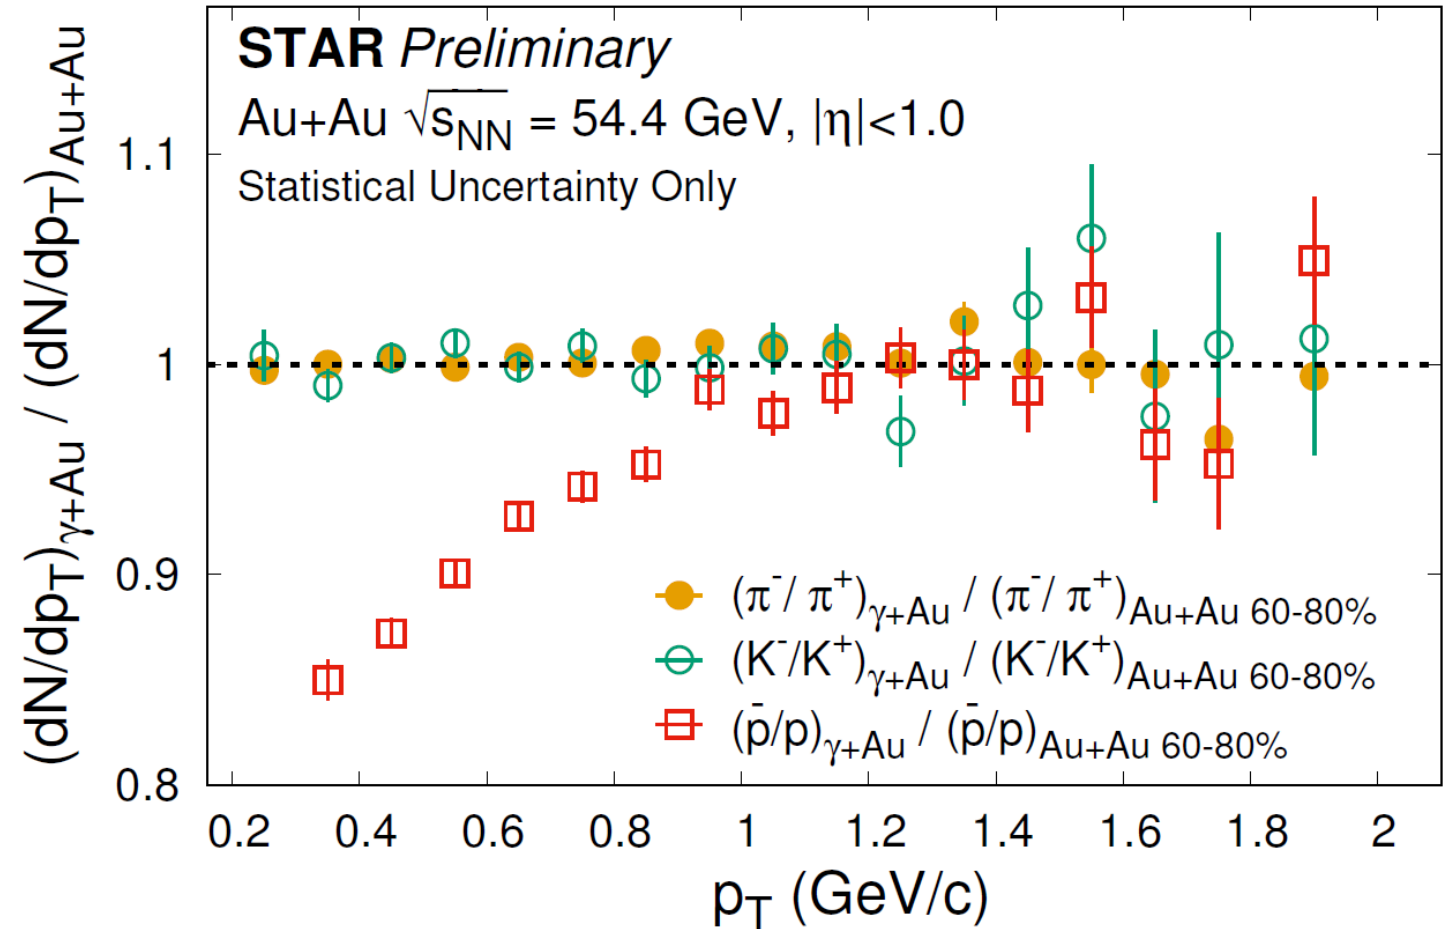 STAR Preliminary
Au+Au √sNN = 54.4 GeV, |η|<1.0
Statistical Uncertainty Only
(dN/dpT)γ+Au / (dN/dpT)Au+Au
1.1
1
0.9
0.8
(π⁻/ π⁺)γ+Au / (π⁻/ π⁺)Au+Au 60-80%
(K⁻/K⁺)γ+Au / (K⁻/K⁺)Au+Au 60-80%
(p̄/p)γ+Au / (p̄/p)Au+Au 60-80%
0.2 0.4 0.6 0.8 1 1.2 1.4 1.6 1.8 2
pT (GeV/c)